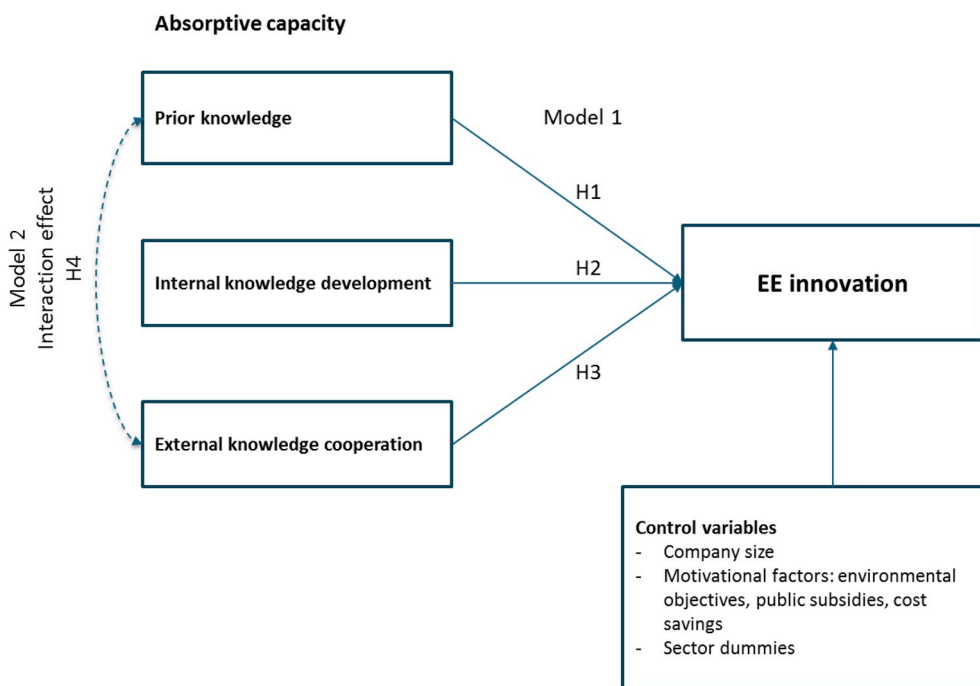 Absorptive capacity
Prior knowledge
Model 1
H1
Model 2
Interaction effect
H4
Internal knowledge development
H2
EE innovation
H3
External knowledge cooperation
Control variables
- Company size
- Motivational factors: environmental
objectives, public subsidies, cost
savings
- Sector dummies